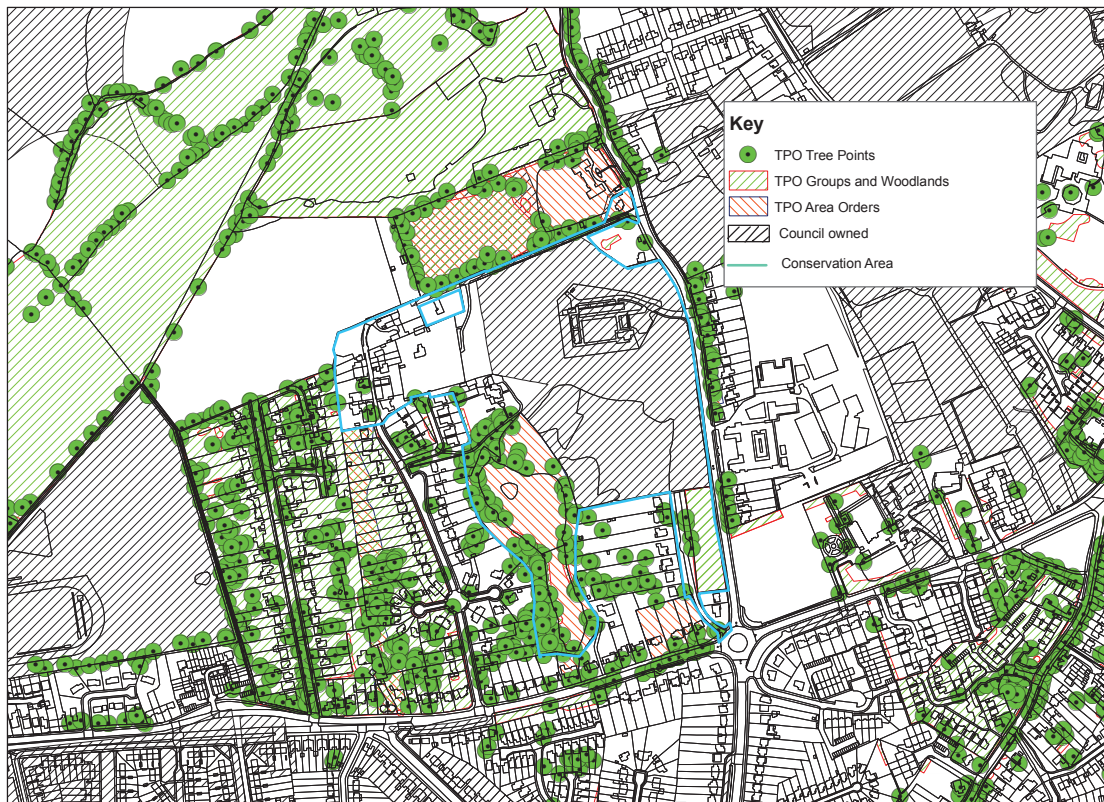 Key
TPO Tree Points
TPO Groups and Woodlands
TPO Area Orders
Council owned
Conservation Area